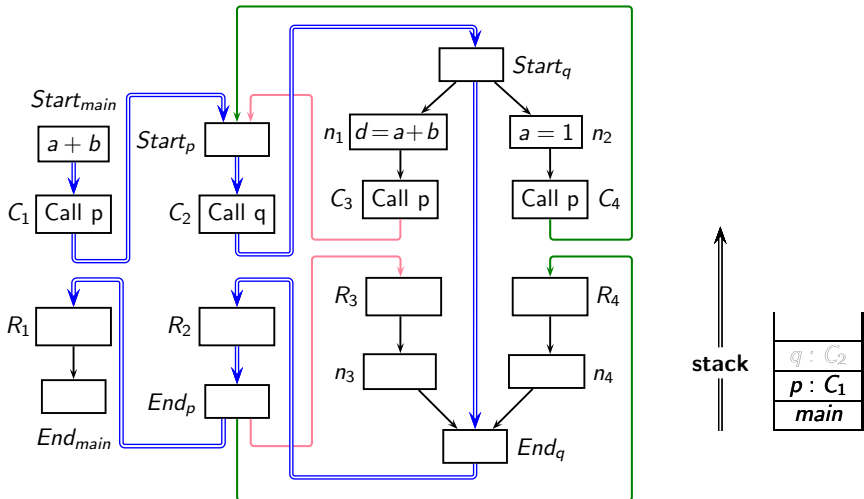 Start_q
Start_main
n_1 d = a+b
a = 1 n_2
a + b
Start_p
C_1 Call p
C_2 Call q
C_3 Call p
Call p C_4
R_3
R_4
R_1
R_2
q : C_2
stack
n_3
n_4
p : C_1
End_p
main
End_main
End_q